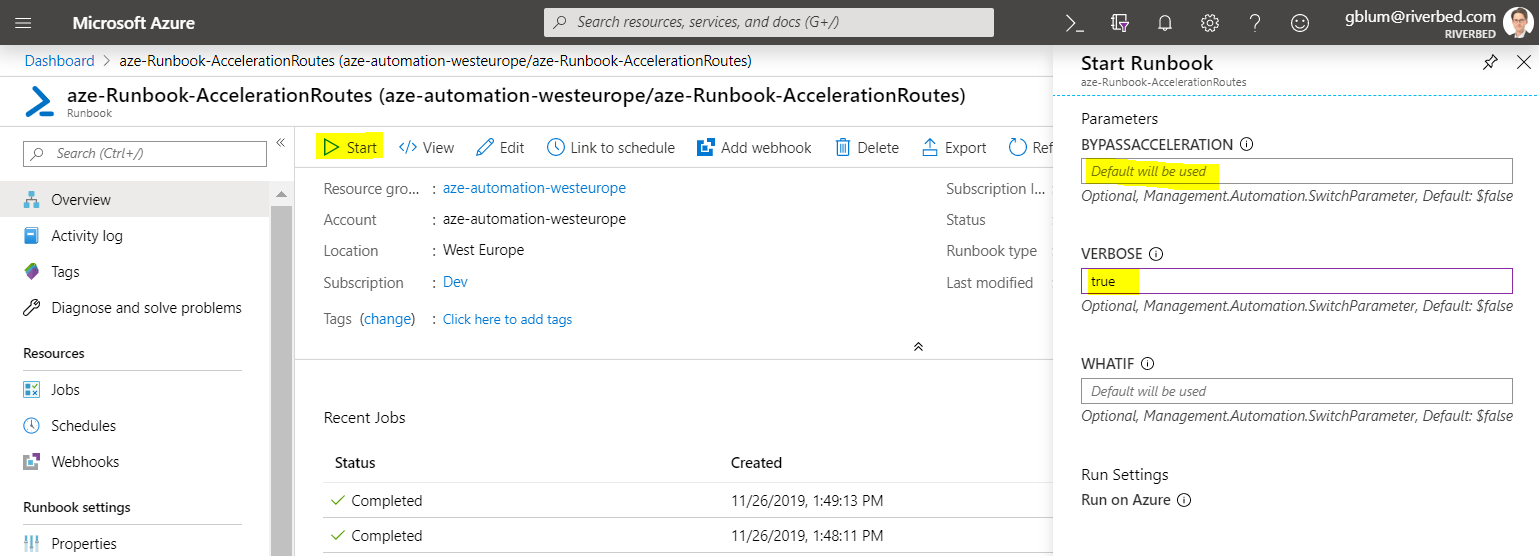 Microsoft Azure
Search resources, services, and docs (G+/)
gblum@riverbed.com
RIVERBED
Dashboard > aze-Runbook-AccelerationRoutes (aze-automation-westeurope/aze-Runbook-AccelerationRoutes)
aze-Runbook-AccelerationRoutes (aze-automation-westeurope/aze-Runbook-AccelerationRoutes)
Runbook
Search (Ctrl+/)
«
Overview
Activity log
Tags
Diagnose and solve problems
Resources
Jobs
Schedules
Webhooks
Runbook settings
Properties
Start
View
Edit
Link to schedule
Add webhook
Delete
Export
Ref
Resource gro... : aze-automation-westeurope
Account : aze-automation-westeurope
Location : West Europe
Subscription : Dev
Tags (change) : Click here to add tags
Subscription I...
Status
Runbook type
Last modified
Recent Jobs
Status Created
Completed 11/26/2019, 1:49:13 PM
Completed 11/26/2019, 1:48:11 PM
Start Runbook
aze-Runbook-AccelerationRoutes
Parameters
BYPASSACCELERATION
Default will be used
Optional, Management.Automation.SwitchParameter, Default: $false
VERBOSE
true
Optional, Management.Automation.SwitchParameter, Default: $false
WHATIF
Default will be used
Optional, Management.Automation.SwitchParameter, Default: $false
Run Settings
Run on Azure